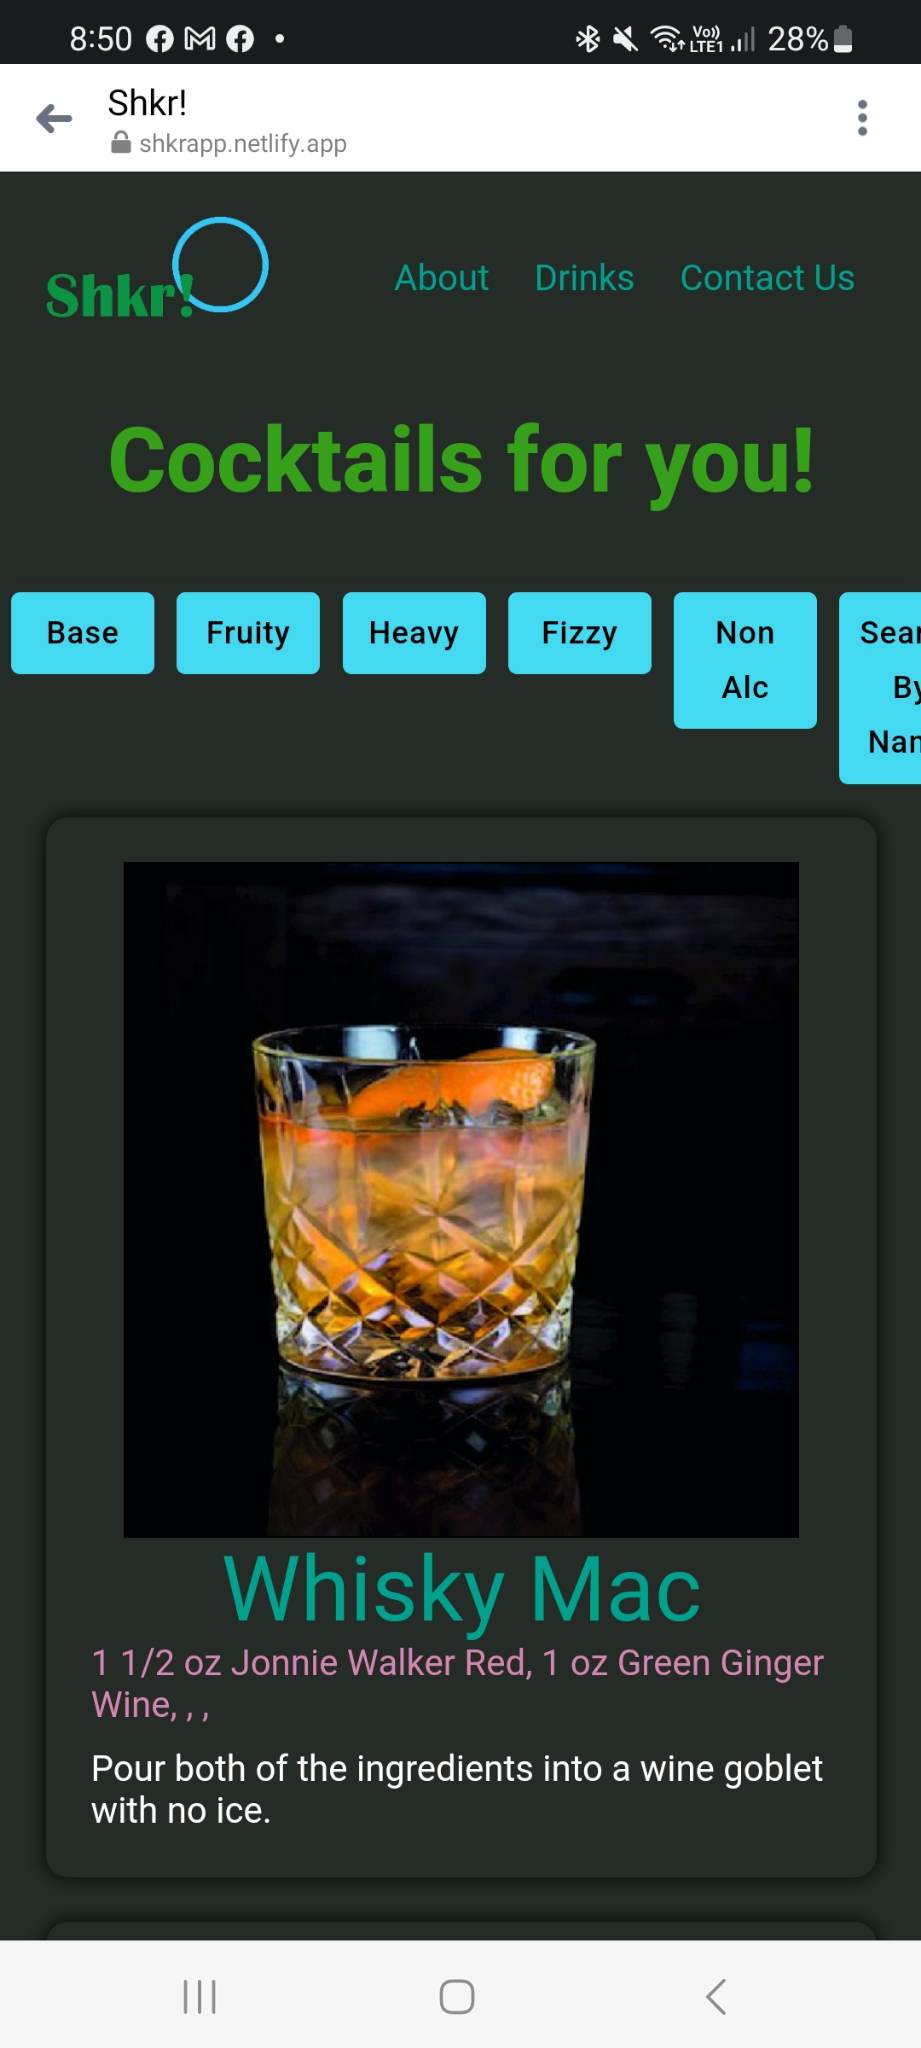 8:50 Vo)) LTE1 28%
Shkr!
shkrapp.netlify.app
Shkr! About Drinks Contact Us
Cocktails for you!
Base Fruity Heavy Fizzy Non
Alc
By
Whisky Mac
1 1/2 oz Jonnie Walker Red, 1 oz Green Ginger
Wine, , ,
Pour both of the ingredients into a wine goblet
with no ice.